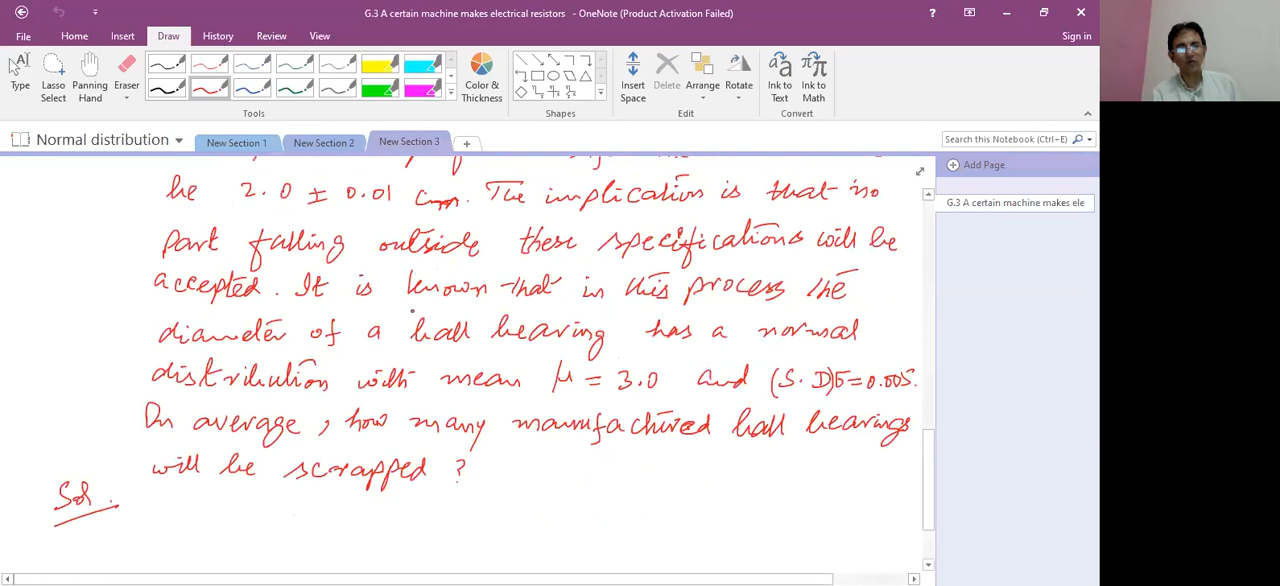 G.3 A certain machine makes electrical resistors - OneNote (Product Activation Failed)
File Home Insert Draw History Review View
Sign in
Type
Lasso Select
Panning Hand
Eraser
Color & Thickness
Insert Space
Delete
Arrange
Rotate
Ink to Text
Ink to Math
Tools
Shapes
Edit
Convert
Normal distribution
New Section 1
New Section 2
New Section 3
Search this Notebook (Ctrl+E)
Add Page
G.3 A certain machine makes ele
be 2.0 ± 0.01 cm. The implication is that no
part falling outside these specifications will be
accepted. It is known that in this process the
diameter of a ball bearing has a normal
distribution with mean μ = 3.0 and (S.D)σ=0.005.
On average, how many manufactured ball bearings
will be scrapped ?
Sol.